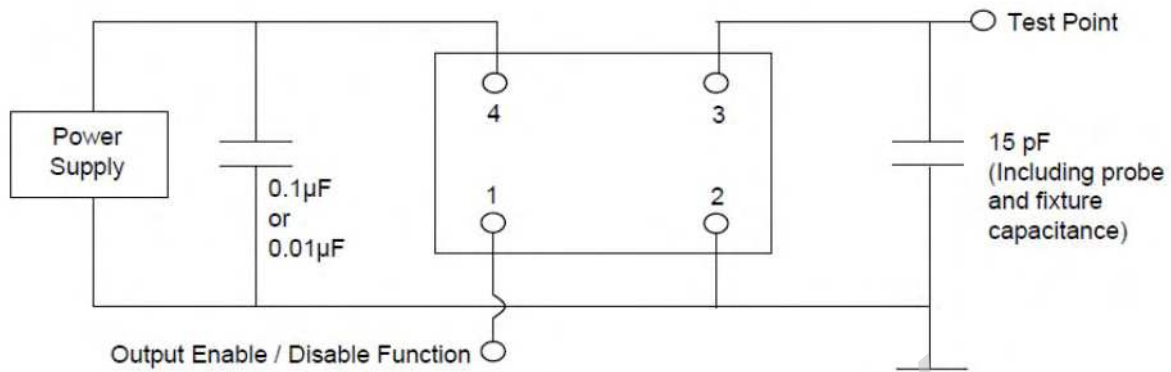 Test Point
4
3
Power
Supply
15 pF
(Including probe
and fixture
capacitance)
0.1µF
or
0.01µF
1
2
Output Enable / Disable Function